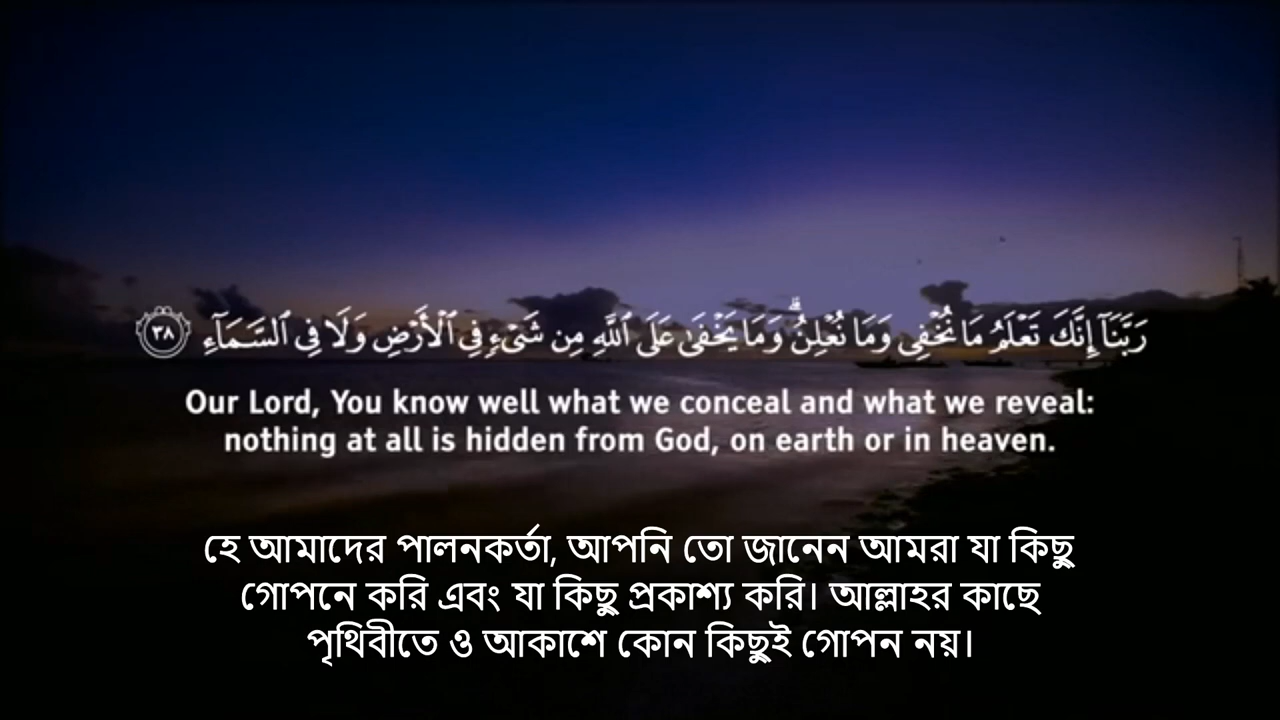 رَبَّنَآ إِنَّكَ تَعْلَمُ مَا نُخْفِى وَمَا نُعْلِنُ ۗ وَمَا يَخْفَىٰ عَلَى ٱللَّهِ مِن شَىْءٍ فِى ٱلْأَرْضِ وَلَا فِى ٱلسَّمَآءِ ٣٨
Our Lord, You know well what we conceal and what we reveal:
nothing at all is hidden from God, on earth or in heaven.
হে আমাদের পালনকর্তা, আপনি তো জানেন আমরা যা কিছু
গোপনে করি এবং যা কিছু প্রকাশ্য করি। আল্লাহর কাছে
পৃথিবীতে ও আকাশে কোন কিছুই গোপন নয়।